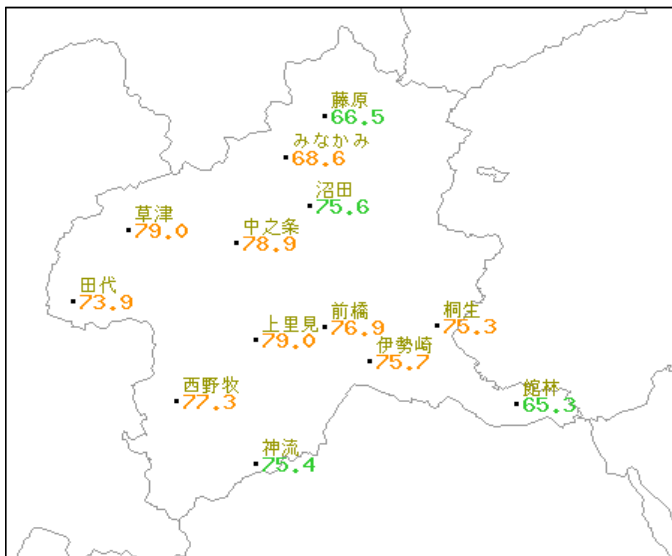 藤原
66.5
みなかみ
68.6
沼田
75.6
草津
79.0
中之条
78.9
田代
73.9
上里見
79.0
前橋
76.9
桐生
75.3
伊勢崎
75.7
西野牧
77.3
館林
65.3
神流
75.4